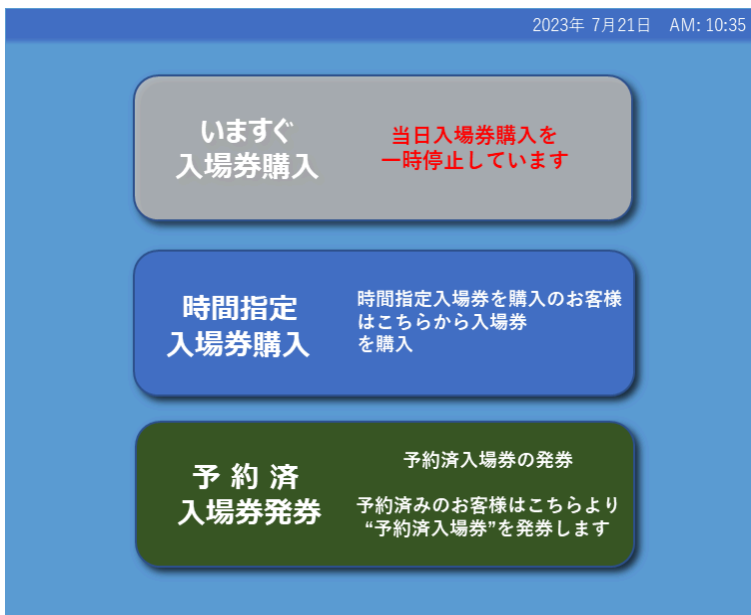 2023年 7月21日 AM: 10:35
いますぐ
入場券購入
当日入場券購入を
一時停止しています
時間指定
入場券購入
時間指定入場券を購入のお客様
はこちらから入場券
を購入
予 約 済
入場券発券
予約済入場券の発券
予約済みのお客様はこちらより
“予約済入場券”を発券します